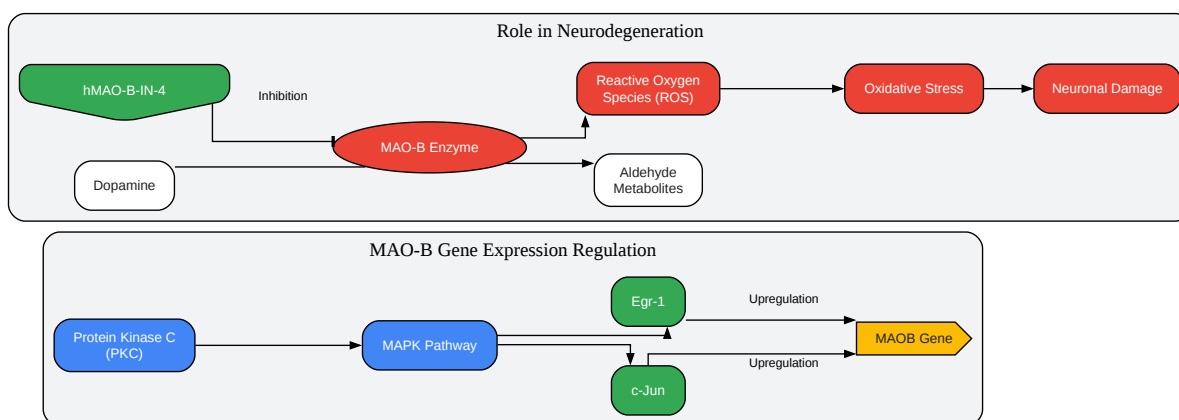 Role in Neurodegeneration
hMAO-B-IN-4
Inhibition
Reactive Oxygen
Species (ROS)
Oxidative Stress
Neuronal Damage
MAO-B Enzyme
Dopamine
Aldehyde
Metabolites
MAO-B Gene Expression Regulation
Protein Kinase C
(PKC)
MAPK Pathway
Egr-1
Upregulation
MAOB Gene
c-Jun
Upregulation